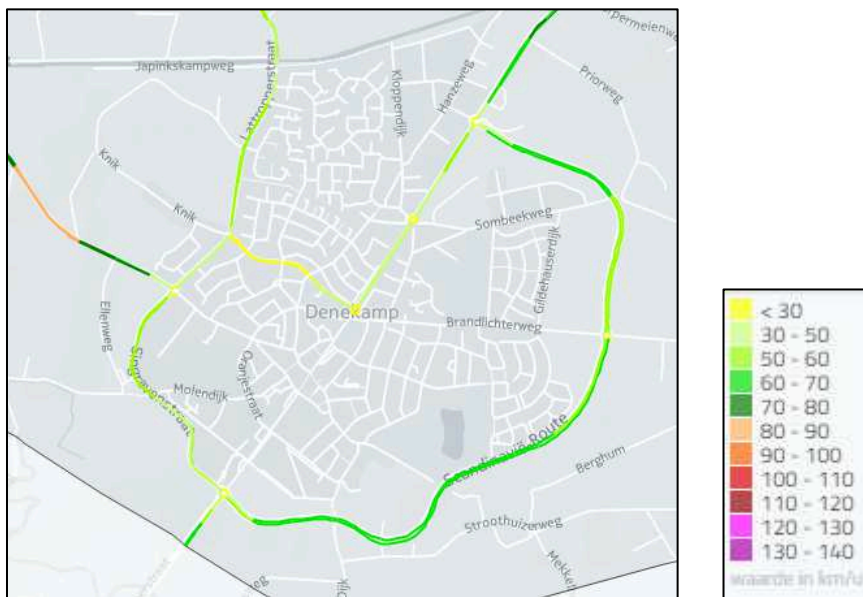 Japinkskampweg
Lattropperstraat
Kloppendijk
Hanzeweg
Priorweg
Knik
Knik
Sombeekweg
Gildehauserdijk
Ellenweg
Denekamp
Brandlichterweg
Singravenstraat
Molendijk
Oranjestraat
Scandinavië Route
Berghum
Stroothuizerweg
< 30
30 - 50
50 - 60
60 - 70
70 - 80
80 - 90
90 - 100
100 - 110
110 - 120
120 - 130
130 - 140
waarde in km/u